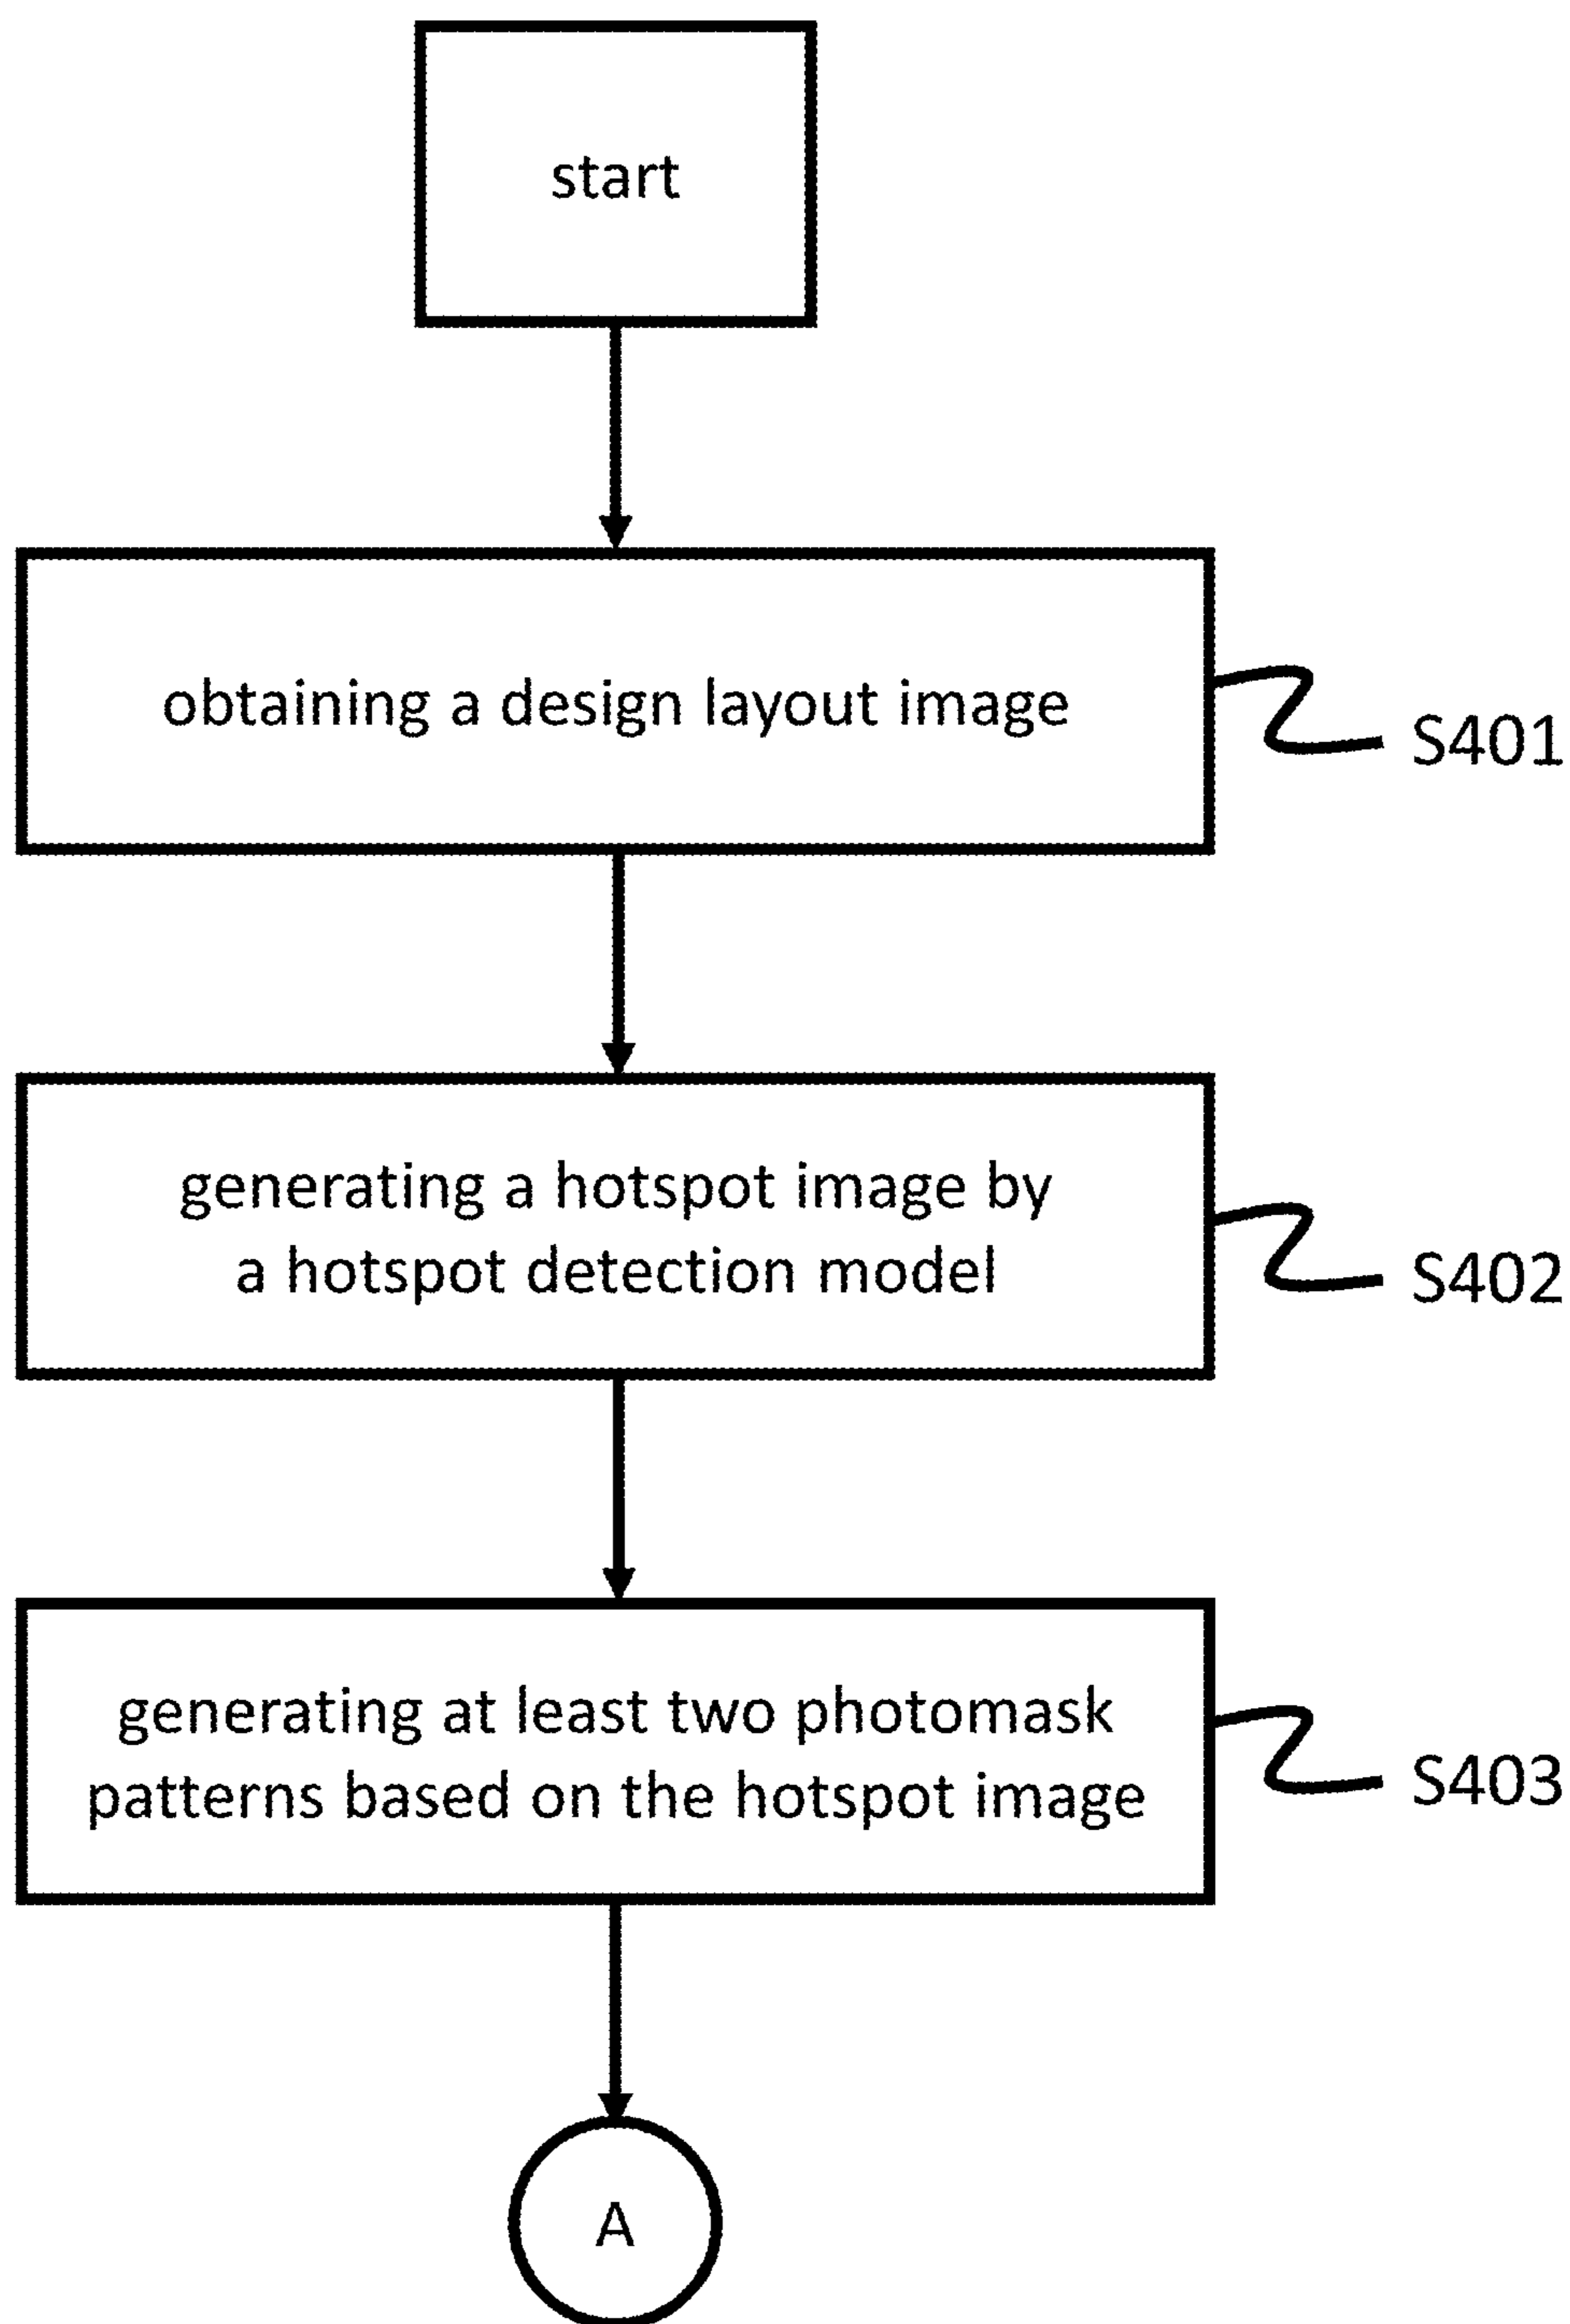 start
obtaining a design layout image
S401
generating a hotspot image by
a hotspot detection model
S402
generating at least two photomask
patterns based on the hotspot image
S403
A